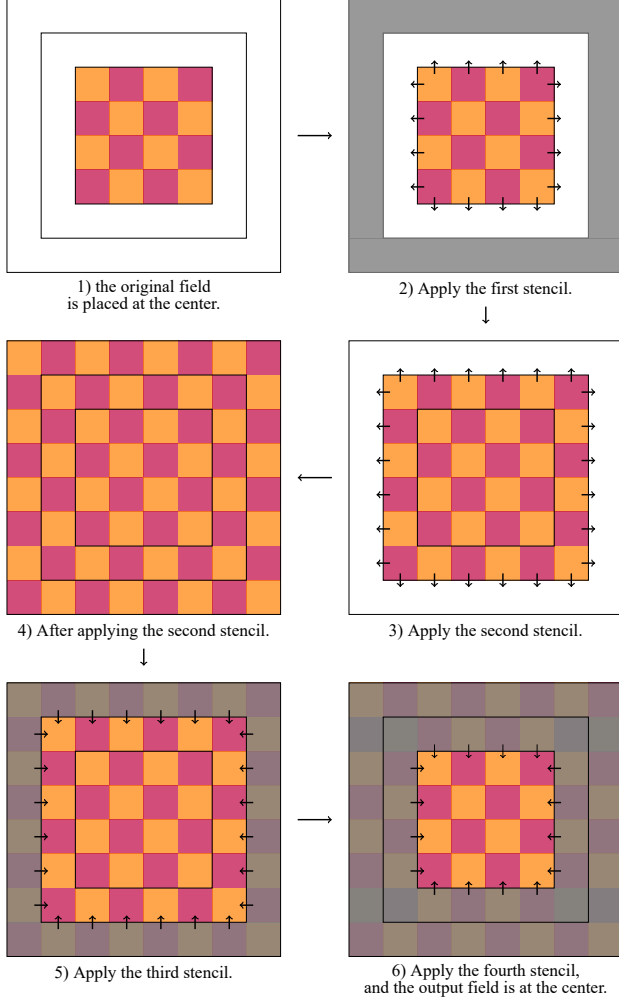 1) the original field
is placed at the center.
2) Apply the first stencil.
4) After applying the second stencil.
3) Apply the second stencil.
5) Apply the third stencil.
6) Apply the fourth stencil,
and the output field is at the center.